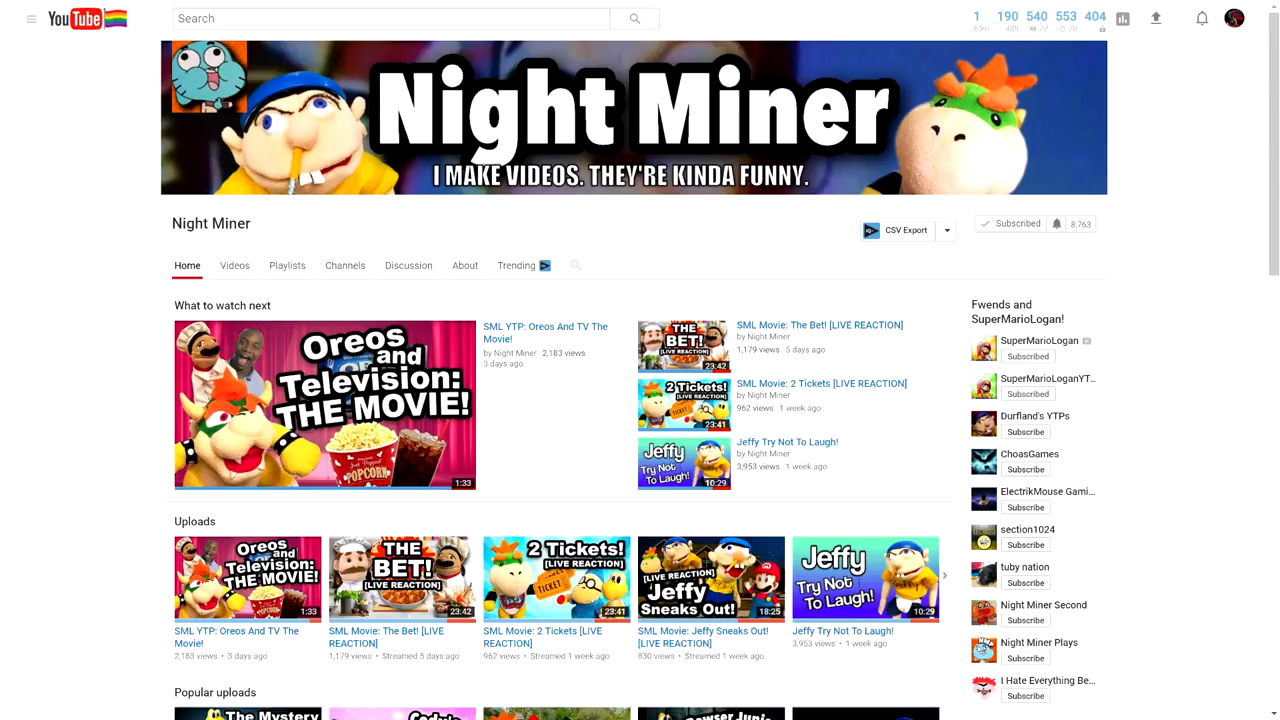 YouTube
Search
1 190 540 553 404
60m 48h 7d 7d
Night Miner
I MAKE VIDEOS. THEY'RE KINDA FUNNY.
Night Miner
CSV Export
Subscribed 8,763
Home Videos Playlists Channels Discussion About Trending
What to watch next
Oreos and Television: THE MOVIE!
POPCORN
1:33
SML YTP: Oreos And TV The Movie!
by Night Miner 2,183 views
3 days ago
THE BET! [LIVE REACTION]
23:42
SML Movie: The Bet! [LIVE REACTION]
by Night Miner
1,179 views 5 days ago
2 Tickets! [LIVE REACTION]
TICKET
23:41
SML Movie: 2 Tickets [LIVE REACTION]
by Night Miner
962 views 1 week ago
Jeffy Try Not To Laugh!
10:29
Jeffy Try Not To Laugh!
by Night Miner
3,953 views 1 week ago
Fwends and
SuperMarioLogan!
SuperMarioLogan
Subscribed
SuperMarioLoganYT...
Subscribed
Durfland's YTPs
Subscribe
ChoasGames
Subscribe
ElectrikMouse Gami...
Subscribe
section1024
Subscribe
tuby nation
Subscribe
Night Miner Second
Subscribe
Night Miner Plays
Subscribe
I Hate Everything Be...
Subscribe
Uploads
Oreos and Television: THE MOVIE!
1:33
SML YTP: Oreos And TV The
Movie!
2,183 views • 3 days ago
THE BET! [LIVE REACTION]
23:42
SML Movie: The Bet! [LIVE
REACTION]
1,179 views • Streamed 5 days ago
2 Tickets! [LIVE REACTION]
TICKET
23:41
SML Movie: 2 Tickets [LIVE
REACTION]
962 views • Streamed 1 week ago
[LIVE REACTION] Jeffy Sneaks Out!
18:25
SML Movie: Jeffy Sneaks Out!
[LIVE REACTION]
830 views • Streamed 1 week ago
Jeffy Try Not To Laugh!
10:29
Jeffy Try Not To Laugh!
3,953 views • 1 week ago
Popular uploads
The Mystery
Bowser Junior